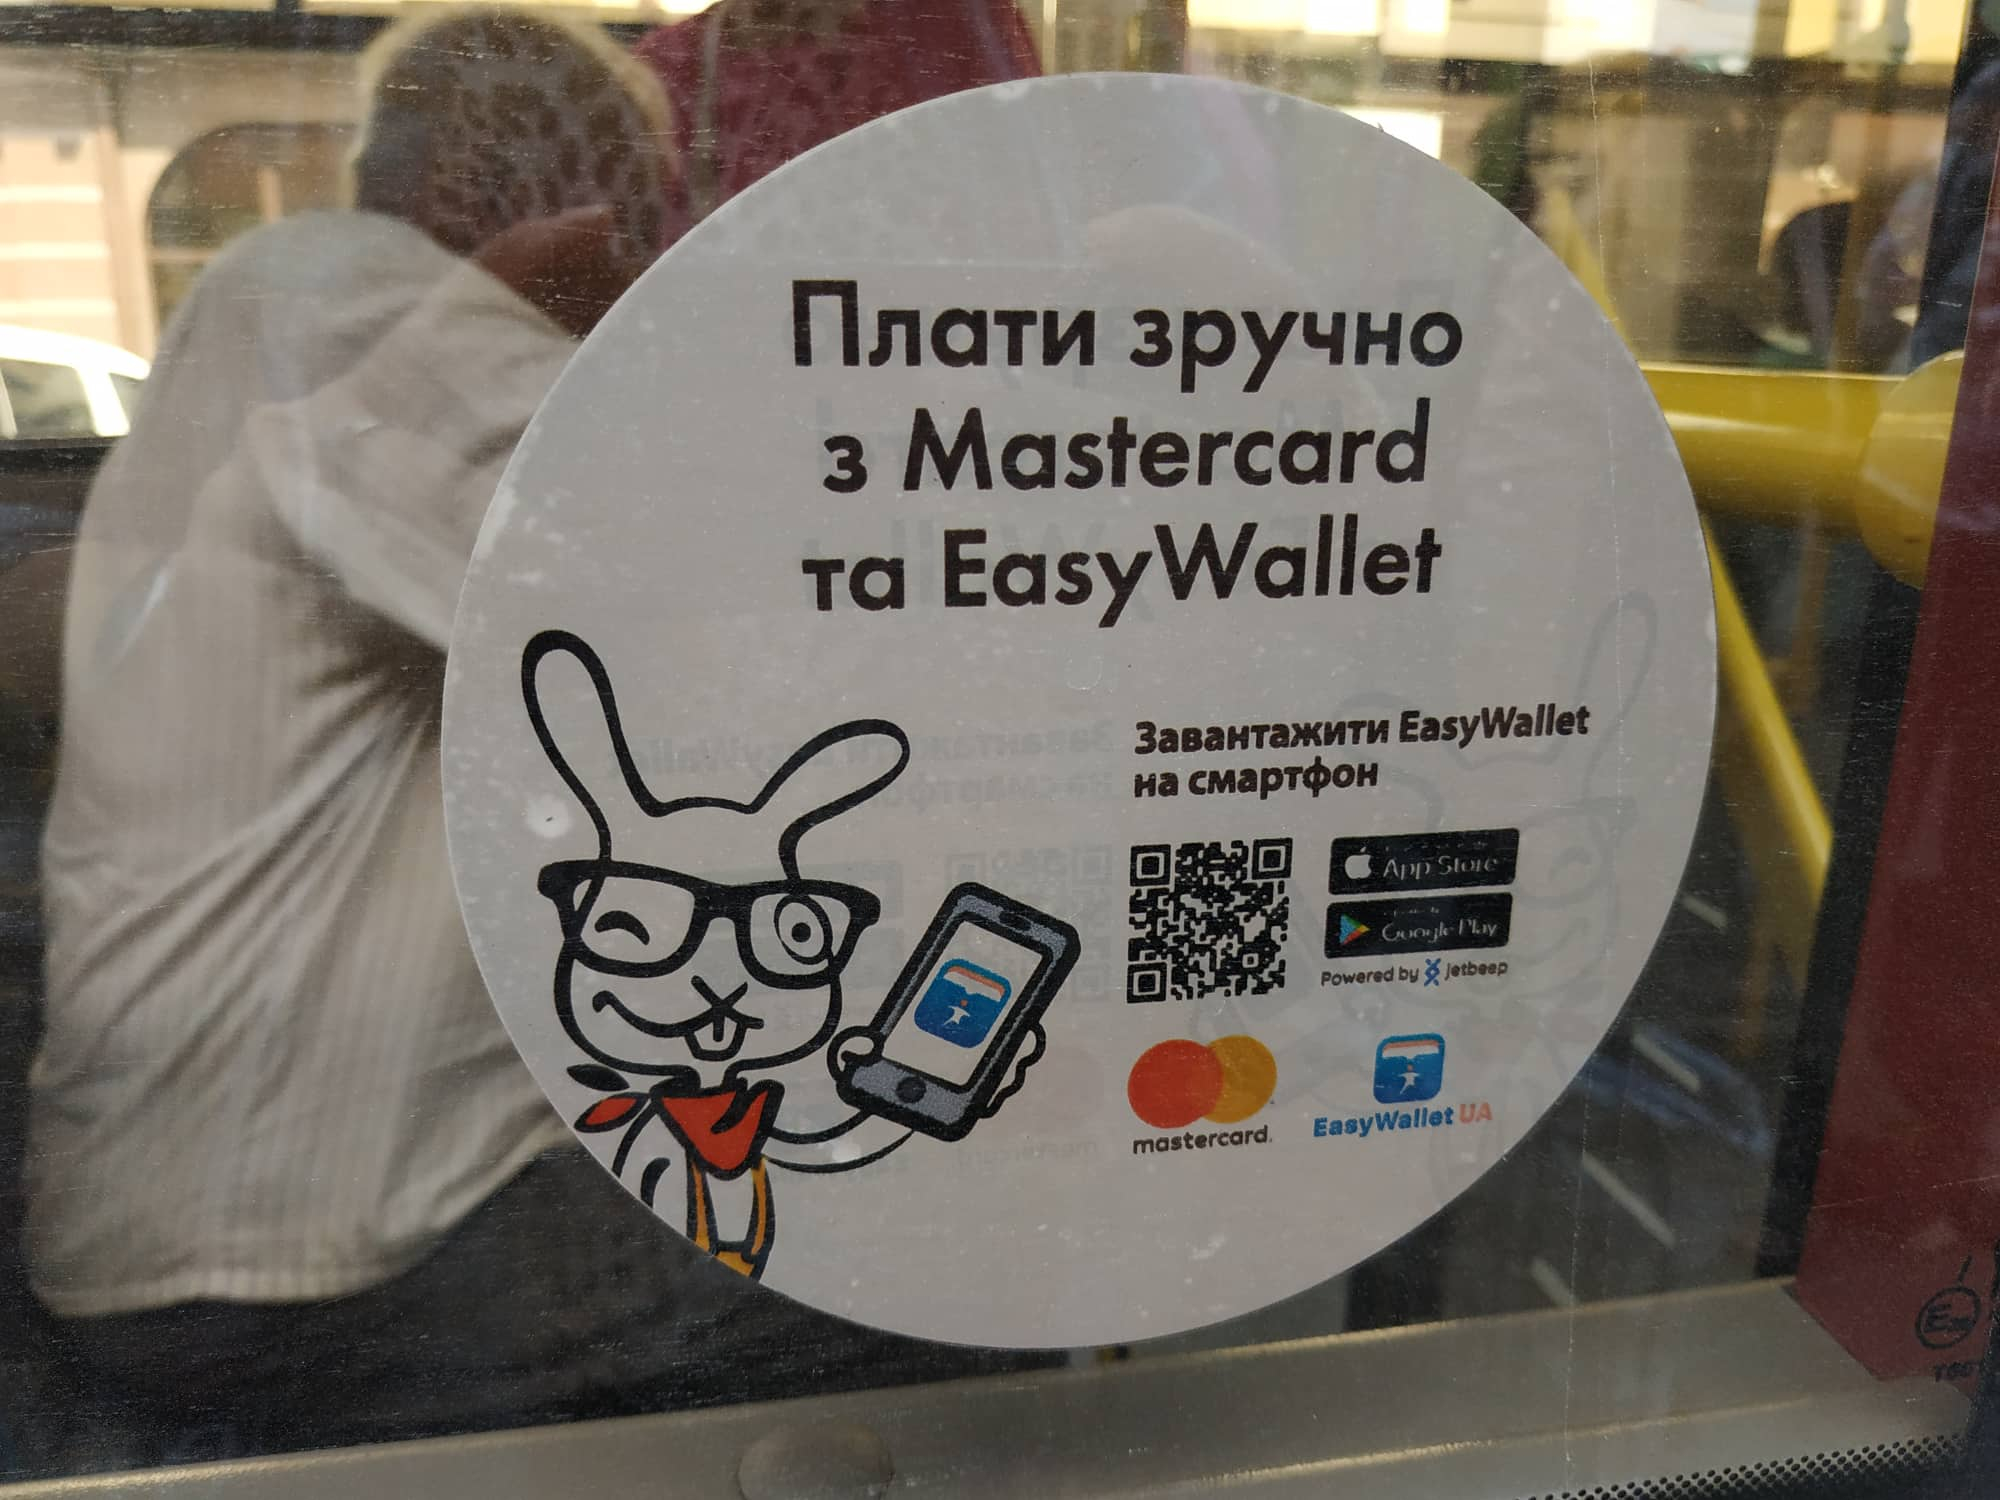 Плати зручно
з Mastercard
та EasyWallet
Завантажити EasyWallet
на смартфон
App Store
Google Play
Powered by jetbeep
mastercard.
EasyWallet UA